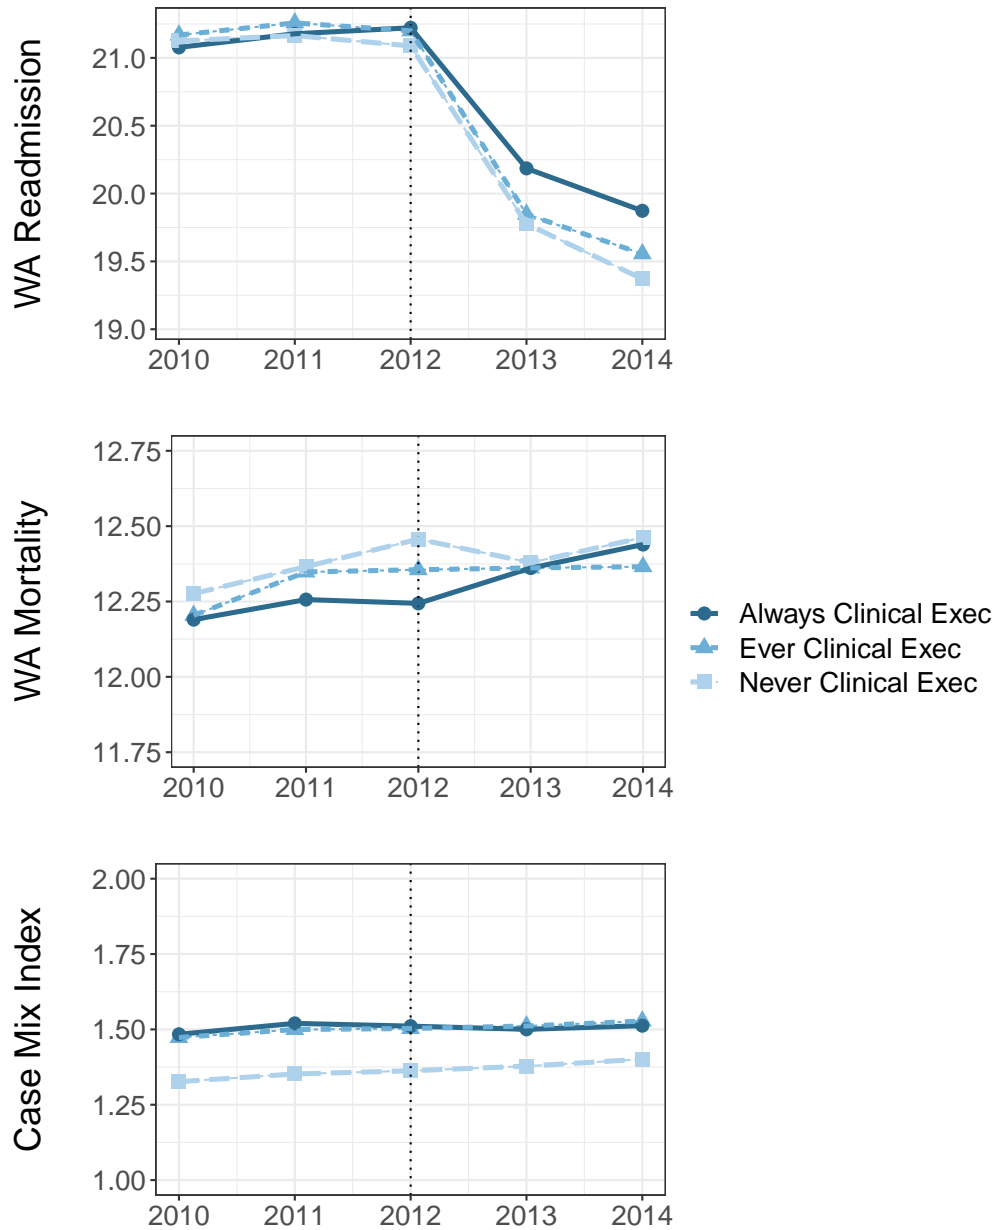 WA Readmission
21.0
20.5
20.0
19.5
19.0
2010 2011 2012 2013 2014
WA Mortality
12.75
12.50
12.25
12.00
11.75
2010 2011 2012 2013 2014
Always Clinical Exec
Ever Clinical Exec
Never Clinical Exec
Case Mix Index
2.00
1.75
1.50
1.25
1.00
2010 2011 2012 2013 2014